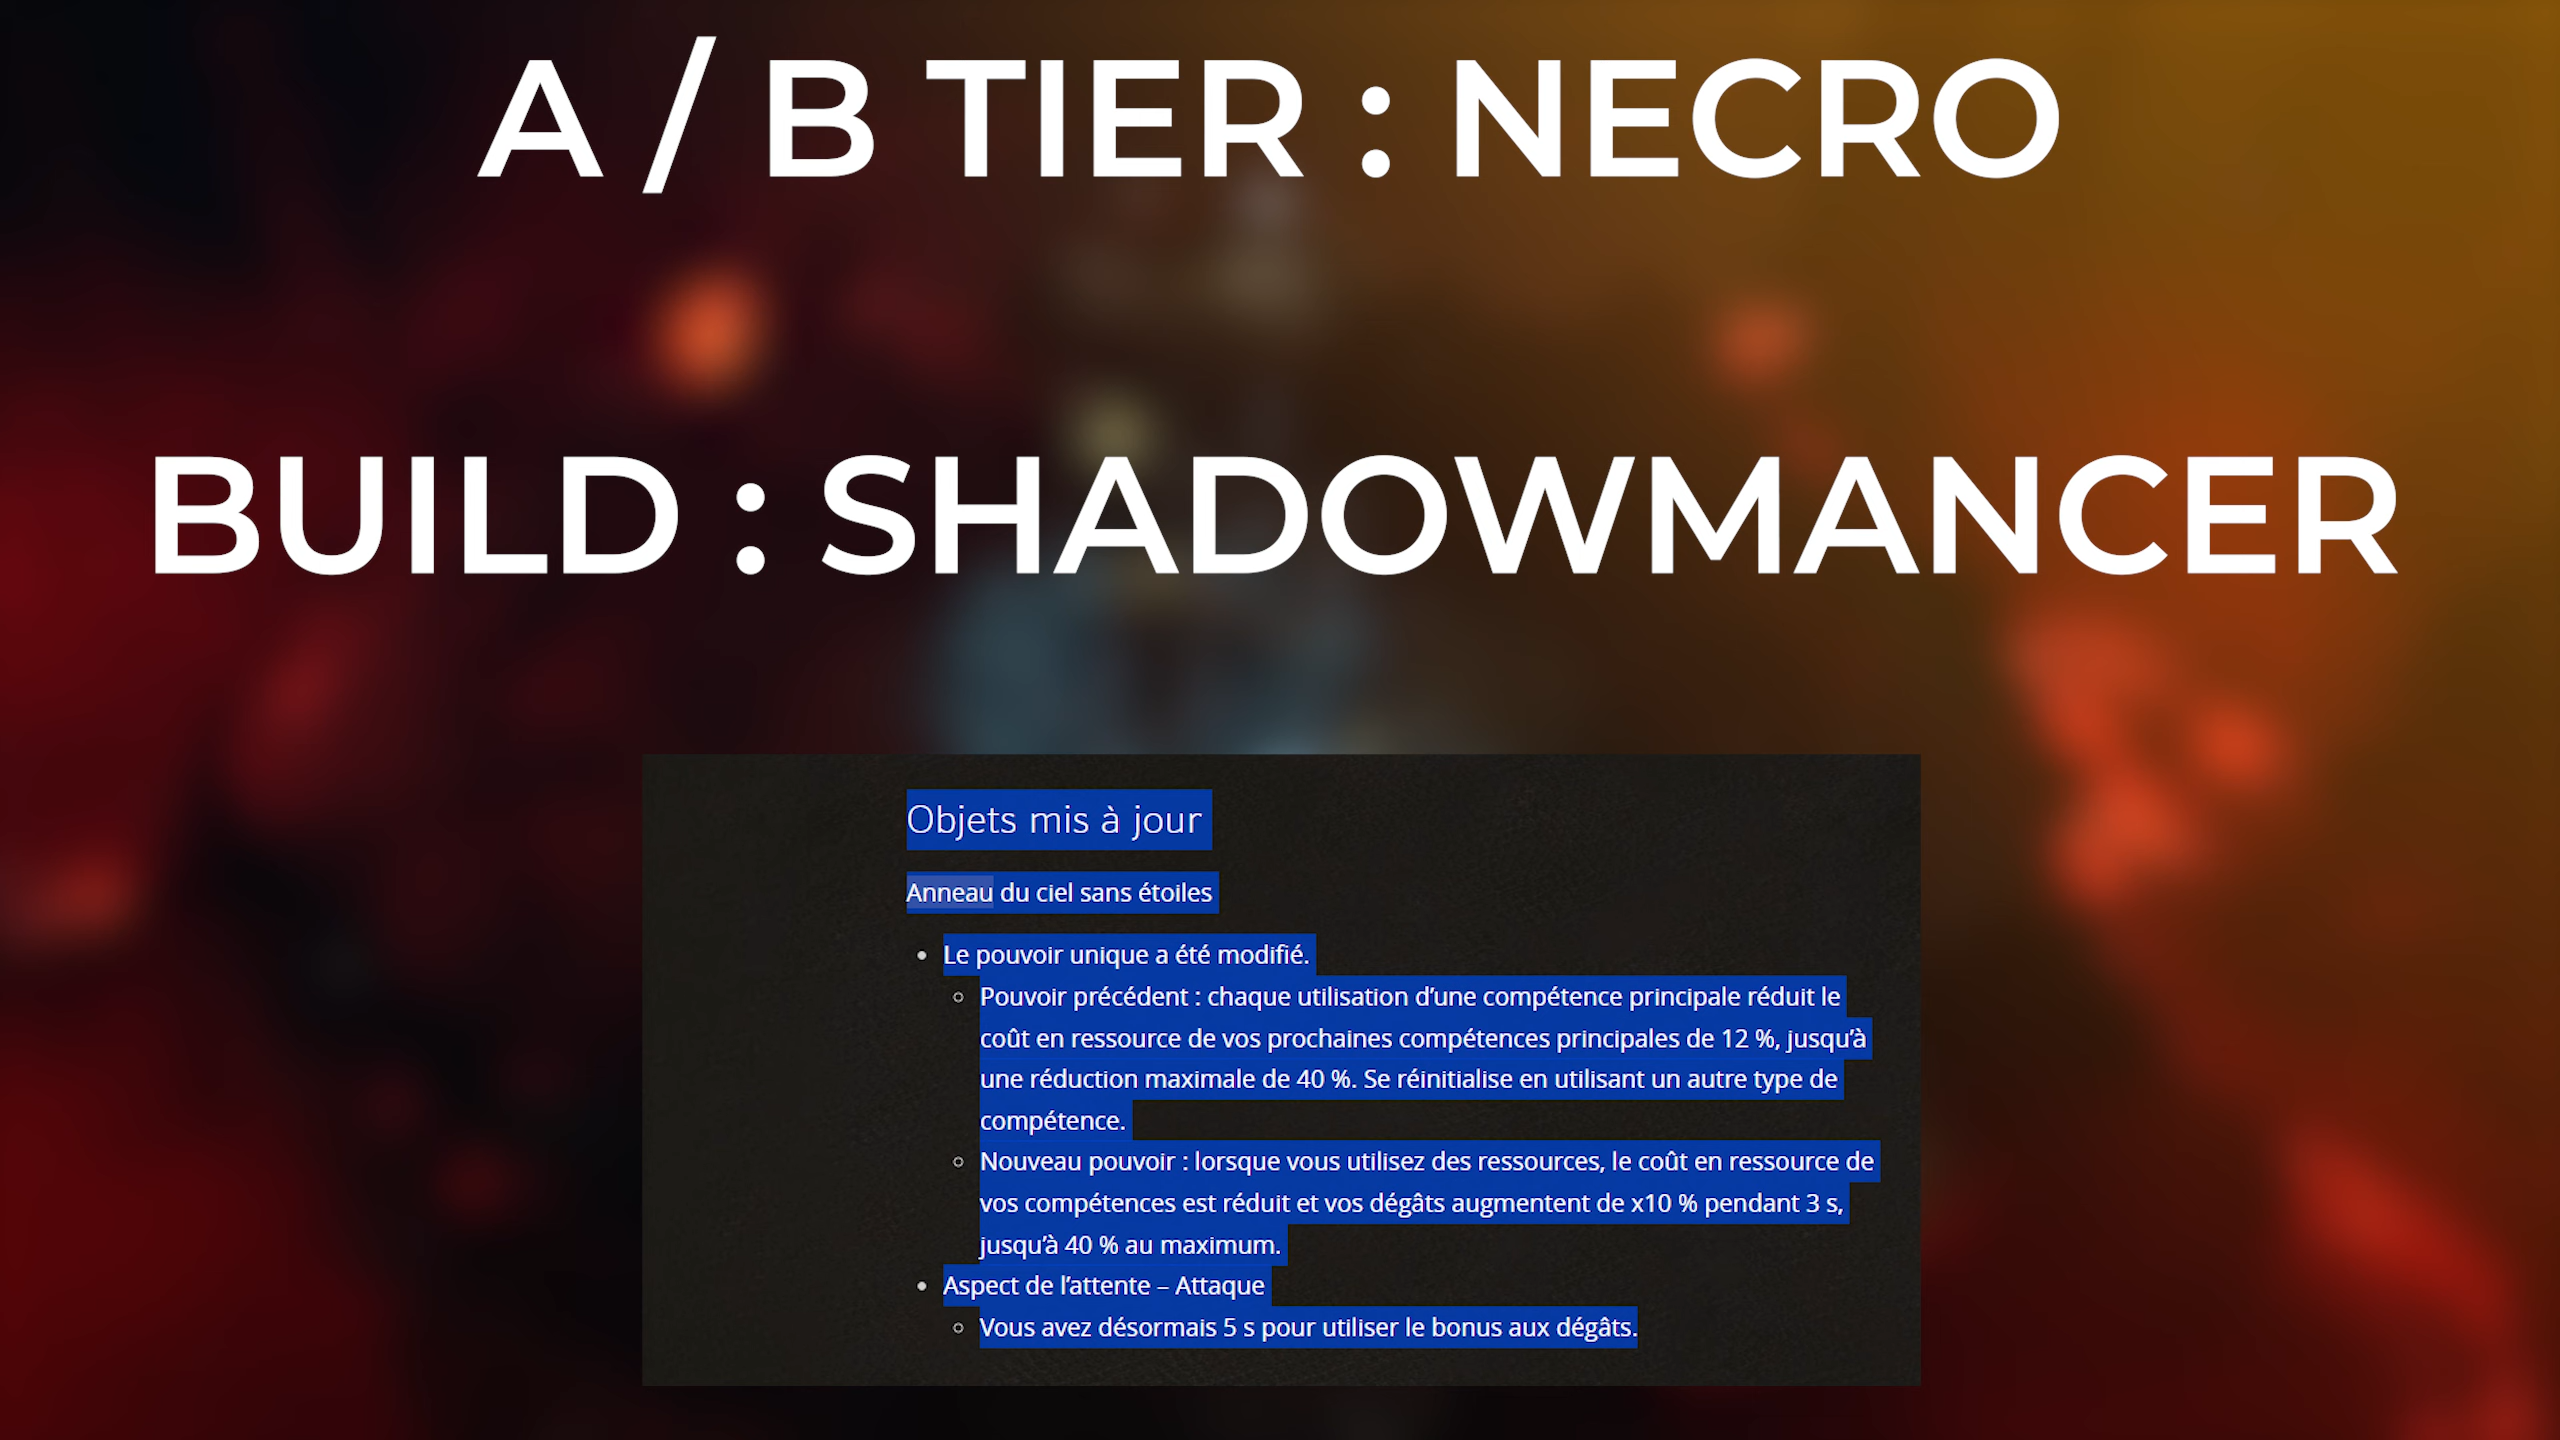 A / B TIER : NECRO
BUILD : SHADOWMANCER
Objets mis à jour
Anneau du ciel sans étoiles
• Le pouvoir unique a été modifié.
◦ Pouvoir précédent : chaque utilisation d’une compétence principale réduit le
coût en ressource de vos prochaines compétences principales de 12 %, jusqu’à
une réduction maximale de 40 %. Se réinitialise en utilisant un autre type de
compétence.
◦ Nouveau pouvoir : lorsque vous utilisez des ressources, le coût en ressource de
vos compétences est réduit et vos dégâts augmentent de x10 % pendant 3 s,
jusqu’à 40 % au maximum.
• Aspect de l’attente – Attaque
◦ Vous avez désormais 5 s pour utiliser le bonus aux dégâts.